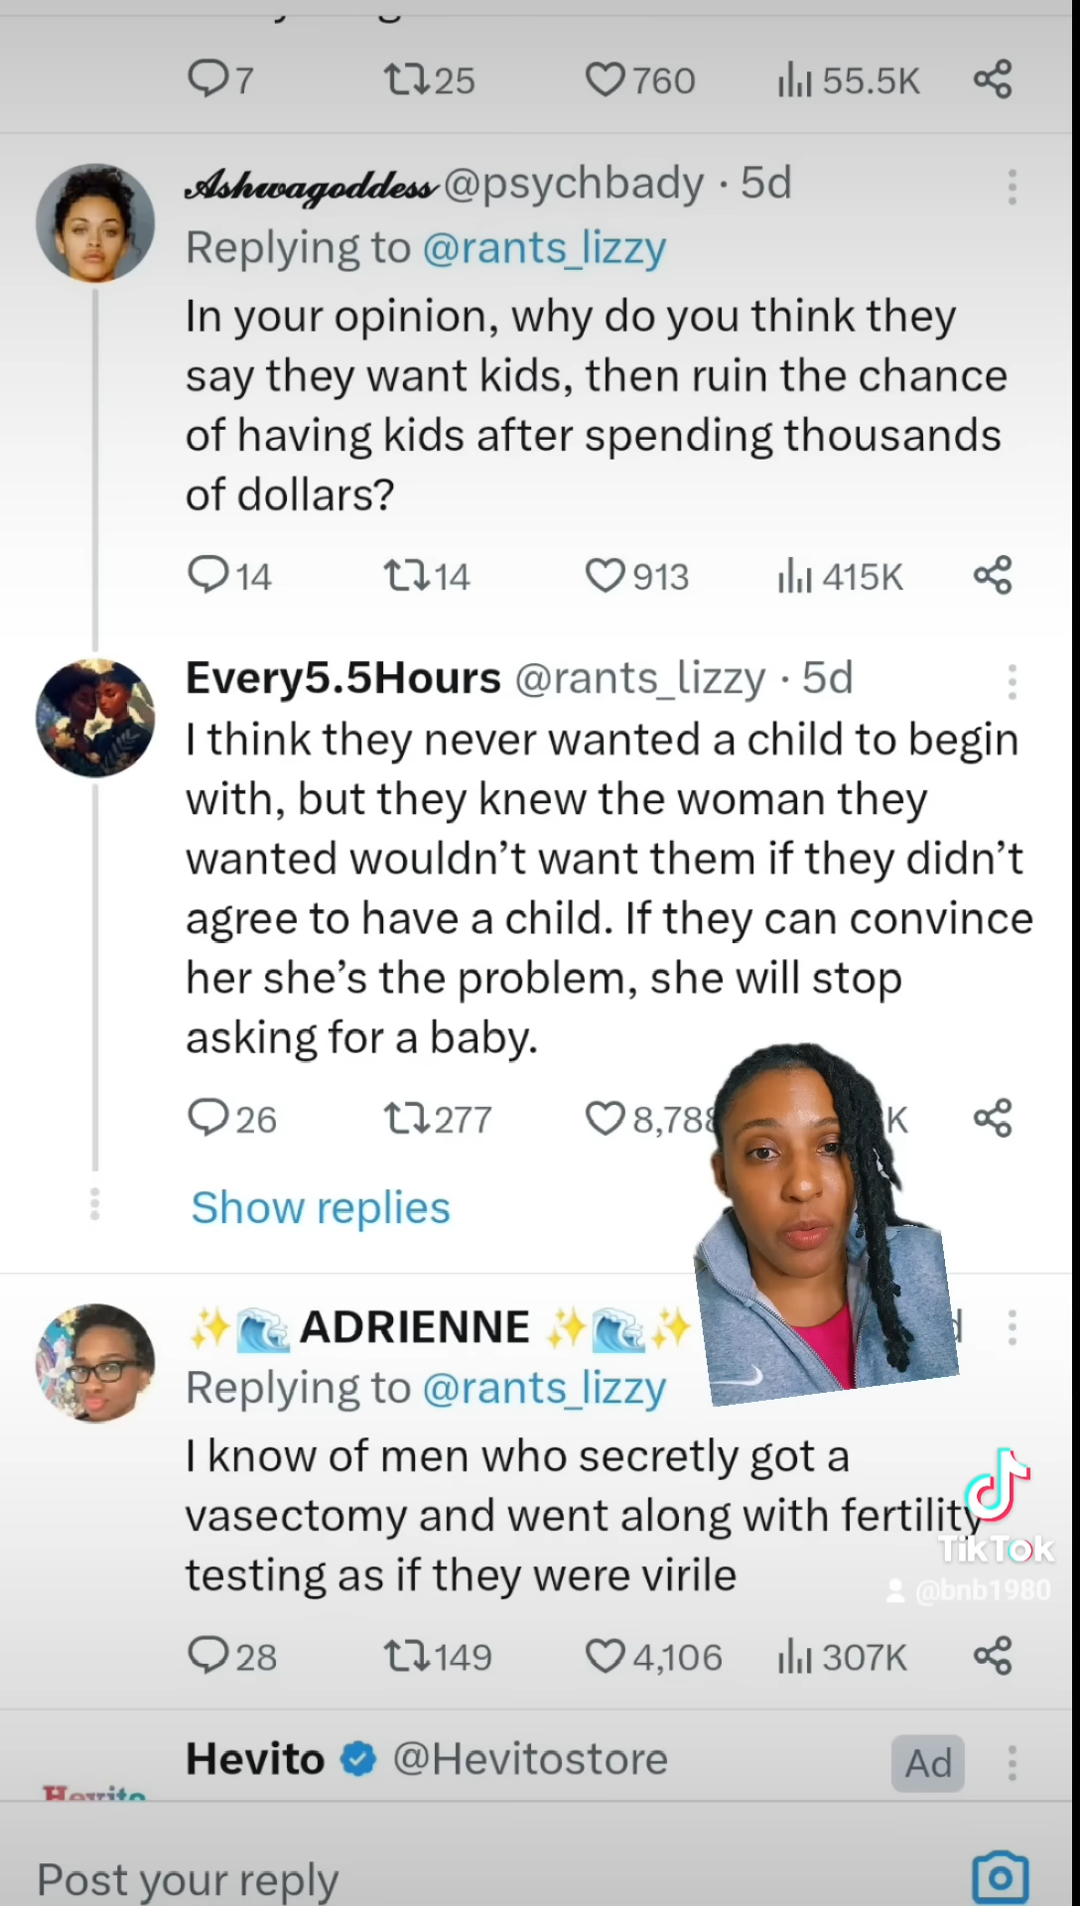 7 25 760 55.5K
Ashwagoddess @psychbady · 5d
Replying to @rants_lizzy
In your opinion, why do you think they
say they want kids, then ruin the chance
of having kids after spending thousands
of dollars?
14 14 913 415K
Every5.5Hours @rants_lizzy · 5d
I think they never wanted a child to begin
with, but they knew the woman they
wanted wouldn’t want them if they didn’t
agree to have a child. If they can convince
her she’s the problem, she will stop
asking for a baby.
26 277 8,788 K
Show replies
✨🌊 ADRIENNE ✨🌊✨
Replying to @rants_lizzy
I know of men who secretly got a
vasectomy and went along with fertility
testing as if they were virile
TikTok
@bnb1980
28 149 4,106 307K
Hevito @Hevitostore Ad
Hevito
Post your reply